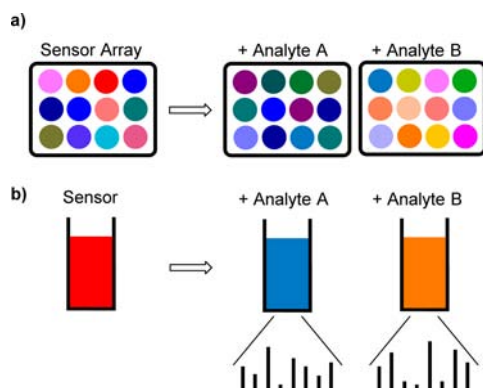 a)
Sensor Array + Analyte A + Analyte B
b)
Sensor + Analyte A + Analyte B